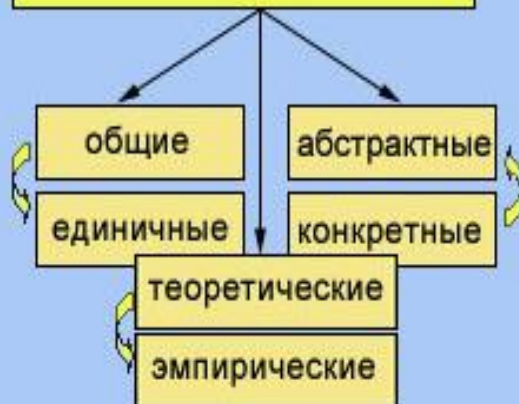 общие
абстрактные
единичные
конкретные
теоретические
эмпирические